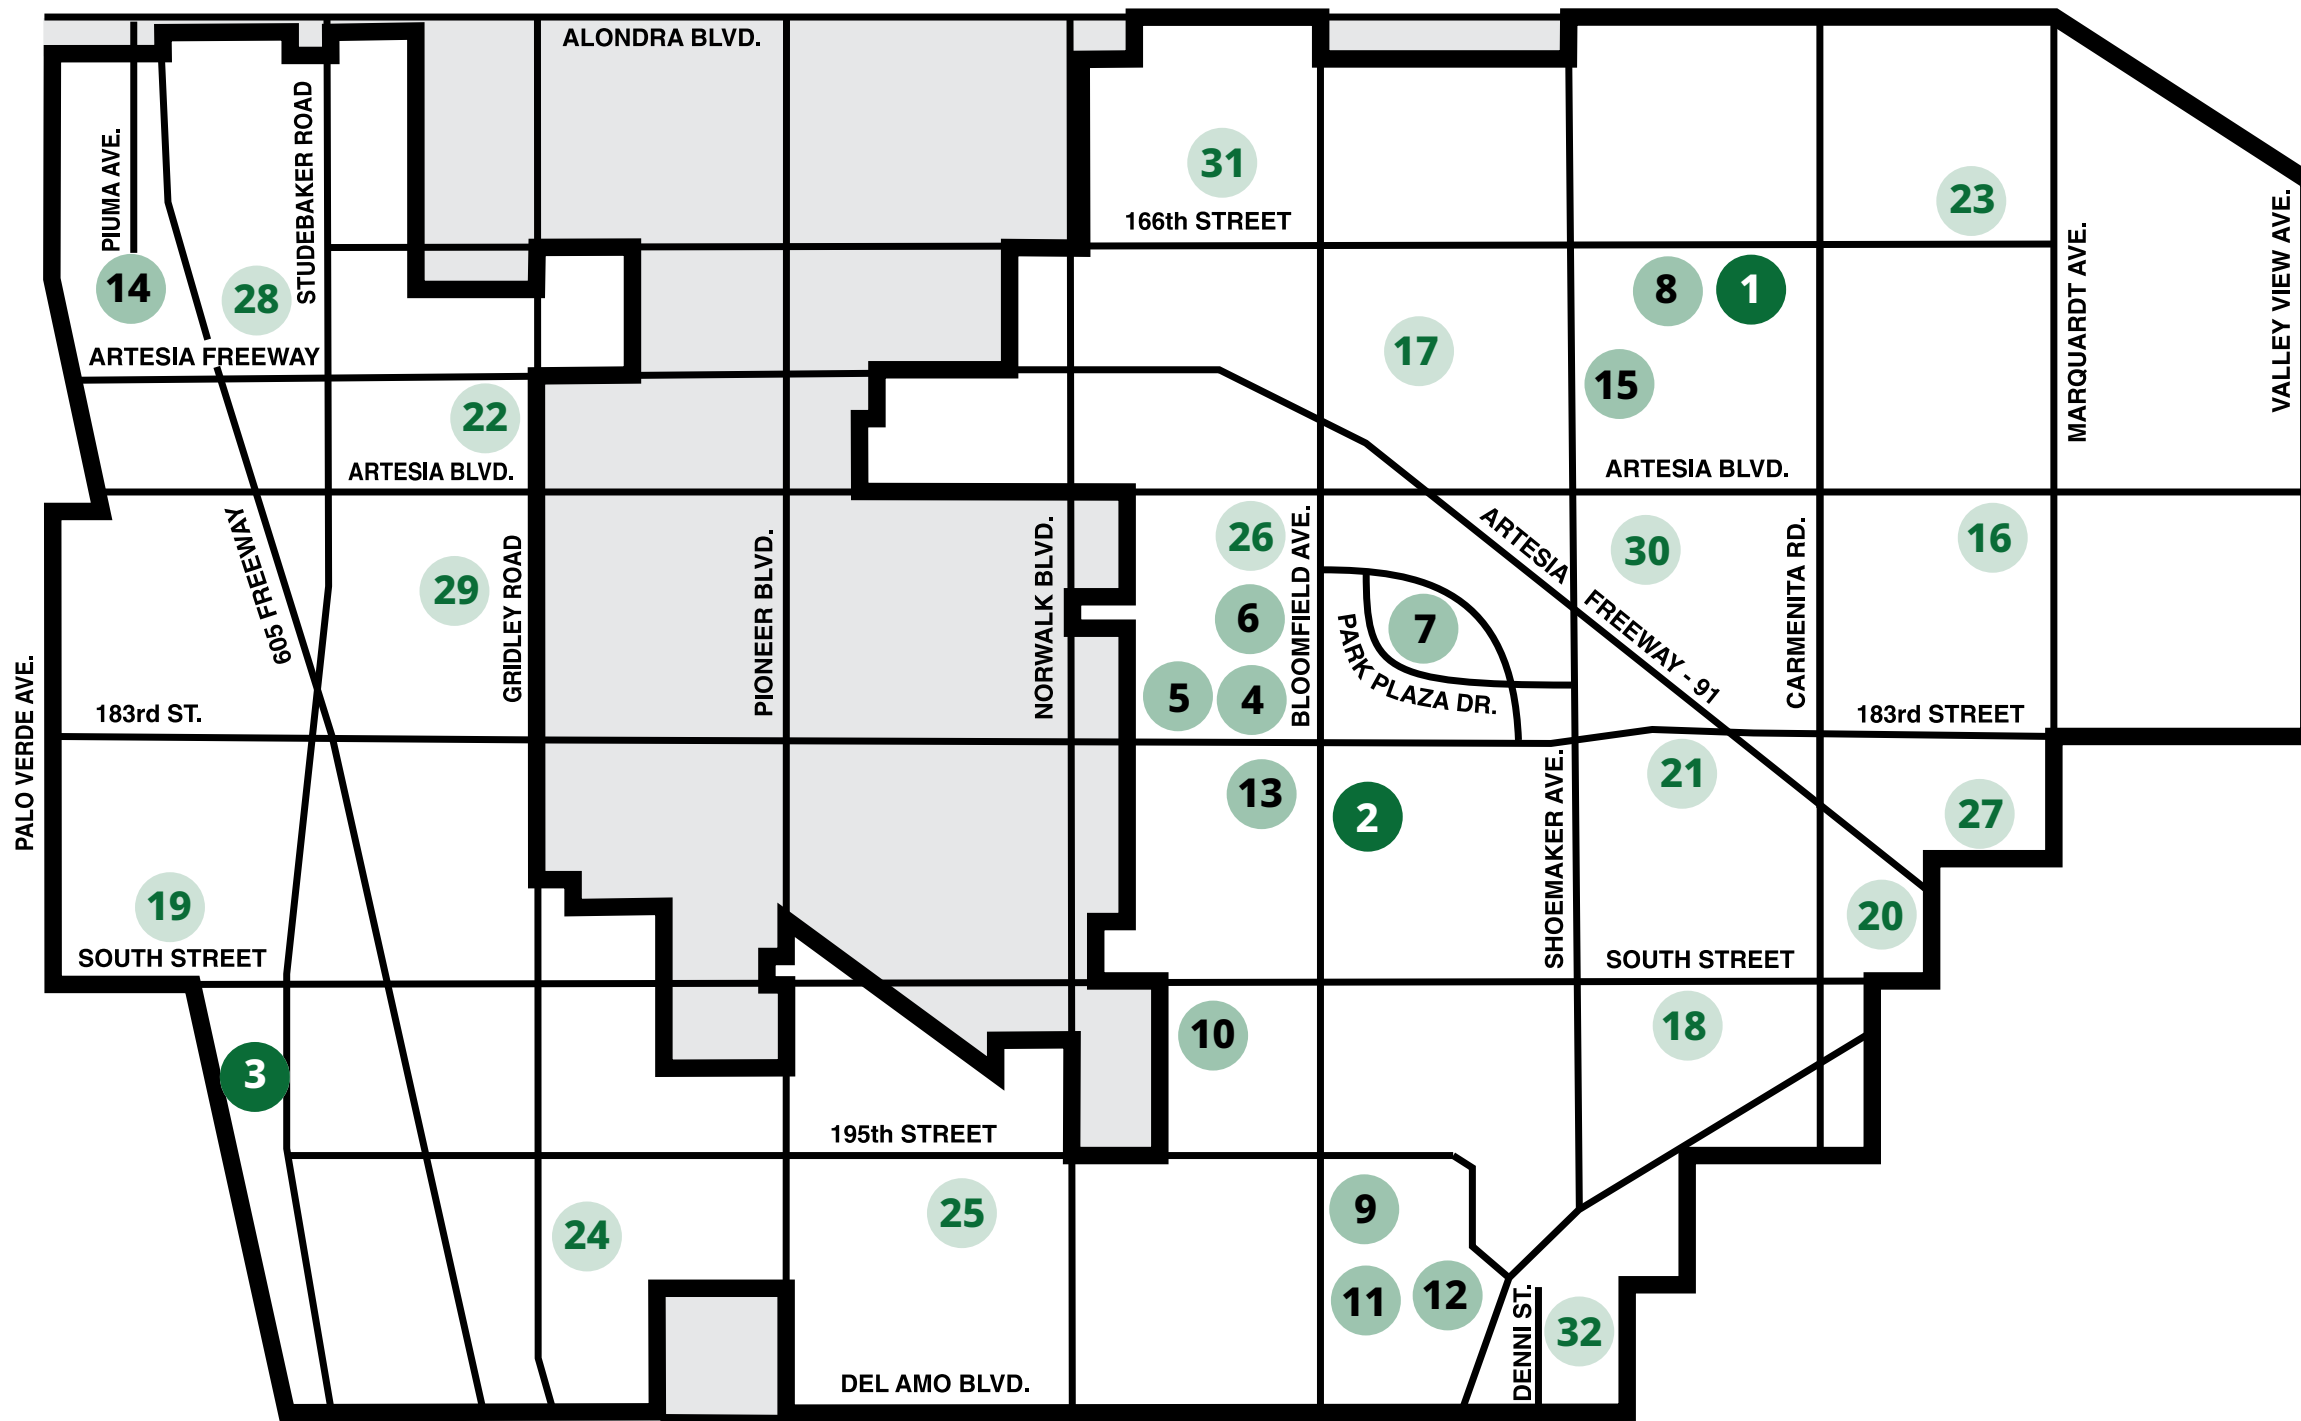 ALONDRA BLVD.
PIUMA AVE.
STUDEBAKER ROAD
31
166th STREET
23
VALLEY VIEW AVE.
MARQUARDT AVE.
14
28
8
1
ARTESIA FREEWAY
17
15
22
ARTESIA BLVD.
ARTESIA BLVD.
605 FREEWAY
GRIDLEY ROAD
PIONEER BLVD.
NORWALK BLVD.
26
BLOOMFIELD AVE.
ARTESIA FREEWAY - 91
30
CARMENITA RD.
16
29
6
7
PARK PLAZA DR.
5
4
PALO VERDE AVE.
183rd ST.
183rd STREET
13
2
SHOEMAKER AVE.
21
27
19
20
SOUTH STREET
SOUTH STREET
3
10
18
195th STREET
24
25
9
11
12
DENNI ST.
32
DEL AMO BLVD.